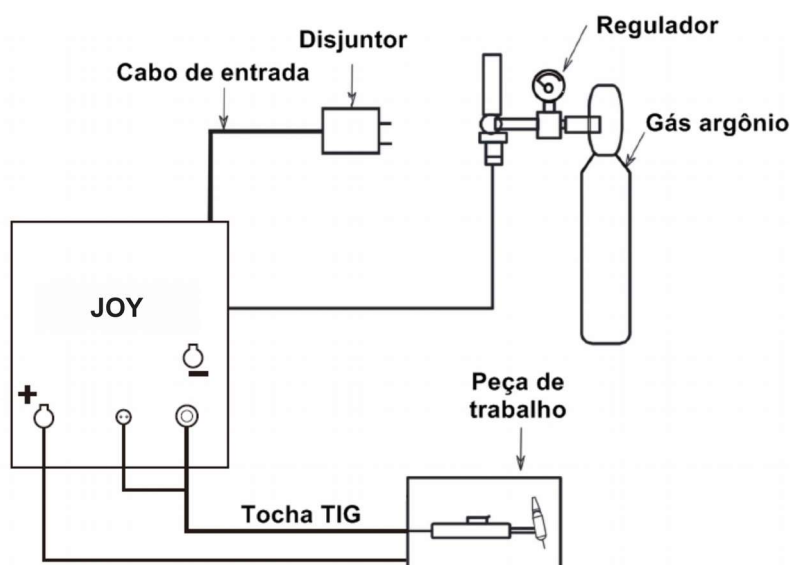 Regulador
Disjuntor
Cabo de entrada
Gás argônio
JOY
−
+
Peça de
trabalho
Tocha TIG